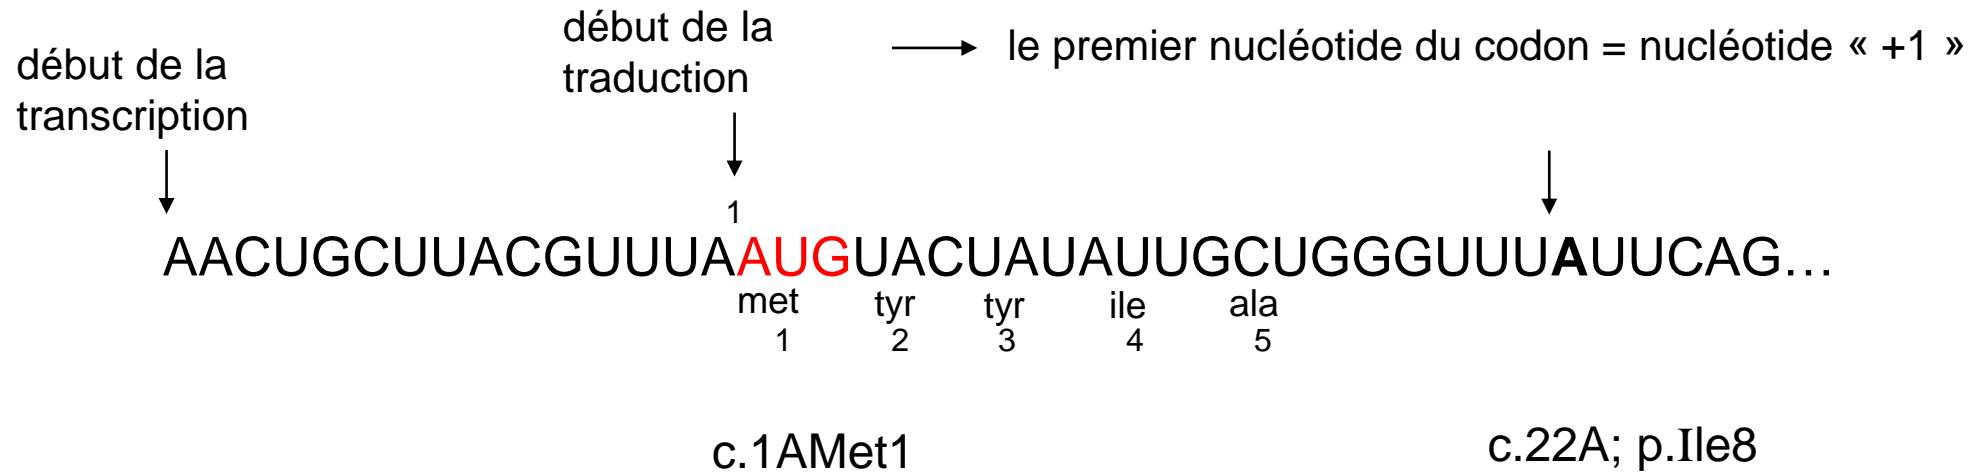 début de la
transcription
début de la
traduction
le premier nucléotide du codon = nucléotide « +1 »
1
AACUGCUUACGUUUAAUGUACUAUAUUGCUGGGUUUAUUCAG…
met tyr tyr ile ala
1 2 3 4 5
c.1AMet1
c.22A; p.Ile8